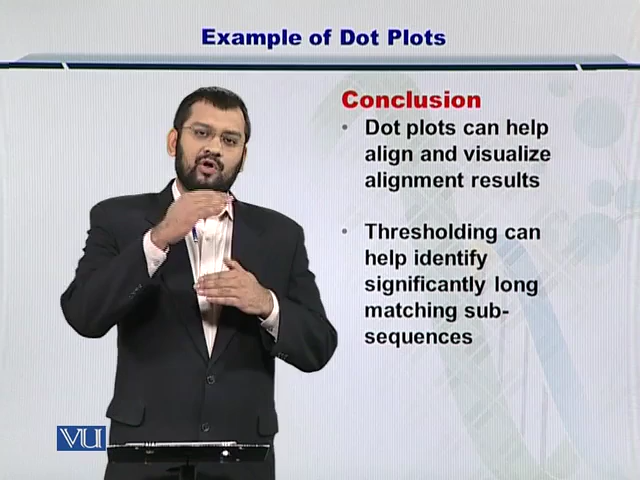 Example of Dot Plots
Conclusion
• Dot plots can help
align and visualize
alignment results
• Thresholding can
help identify
significantly long
matching sub-
sequences
VU